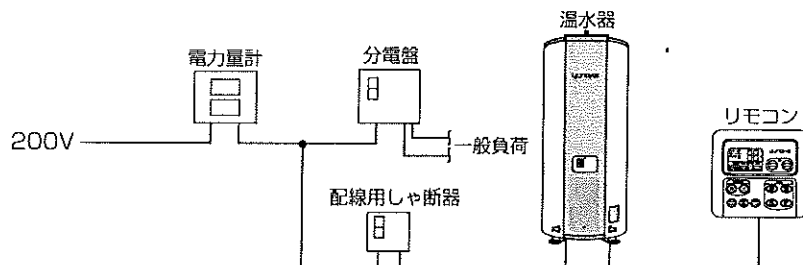 温水器
電力量計
分電盤
リモコン
200V
一般負荷
配線用しゃ断器